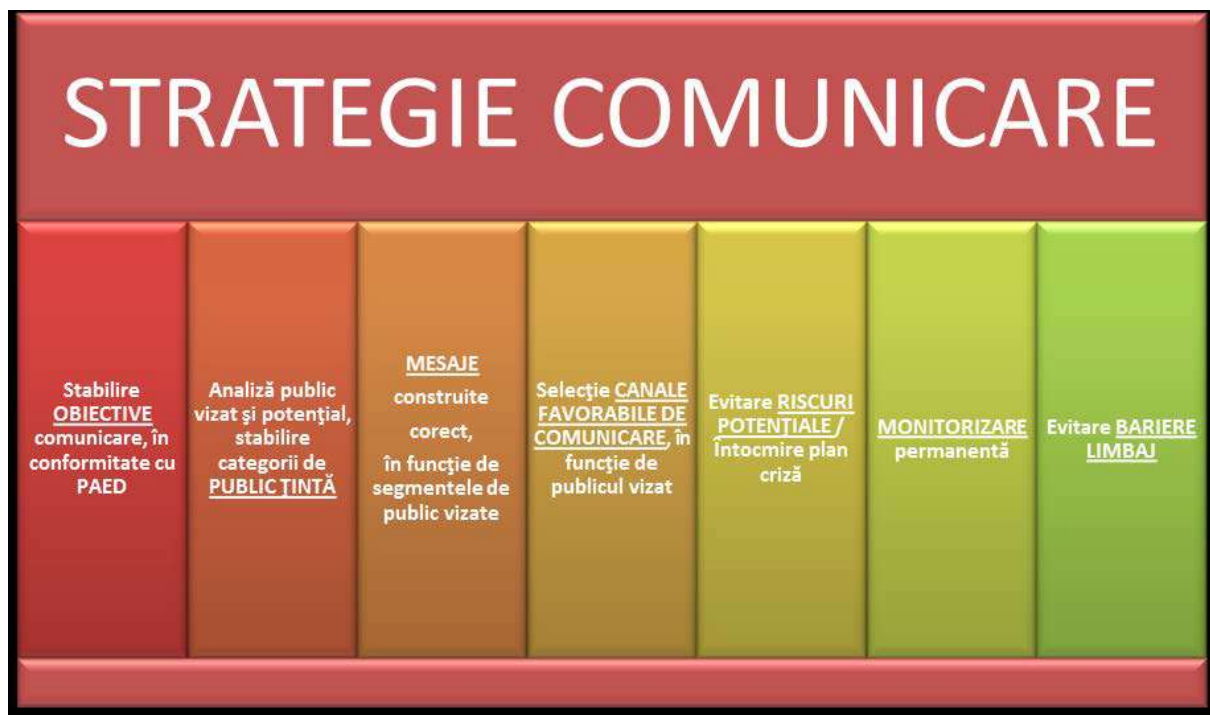 STRATEGIE COMUNICARE
Stabilire
OBIECTIVE
comunicare, în
conformitate cu
PAED
Analiză public
vizat şi potenţial,
stabilire
categorii de
PUBLIC ŢINTĂ
MESAJE
construite
corect,
în funcţie de
segmentele de
public vizate
Selecţie CANALE
FAVORABILE DE
COMUNICARE, în
funcţie de
publicul vizat
Evitare RISCURI
POTENTIALE /
Întocmire plan
criză
MONITORIZARE
permanentă
Evitare BARIERE
LIMBAJ